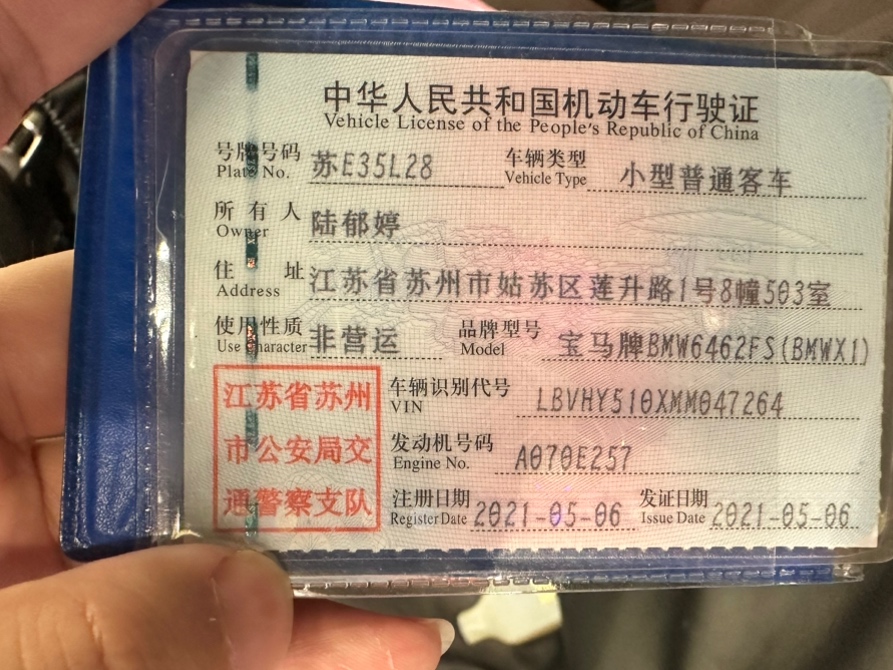 中华人民共和国机动车行驶证
Vehicle License of the People's Republic of China
号牌号码 苏E35L28 车辆类型 小型普通客车
Plate No. Vehicle Type
所有人 陆郁婷
Owner
住址 江苏省苏州市姑苏区莲升路1号8幢503室
Address
使用性质 非营运 品牌型号 宝马牌BMW6462FS(BMWX1)
Use Character Model
江苏省苏州
市公安局交
通警察支队
车辆识别代号 LBVHY510XMM047264
VIN
发动机号码 A070E257
Engine No.
注册日期 2021-05-06 发证日期 2021-05-06
Register Date Issue Date